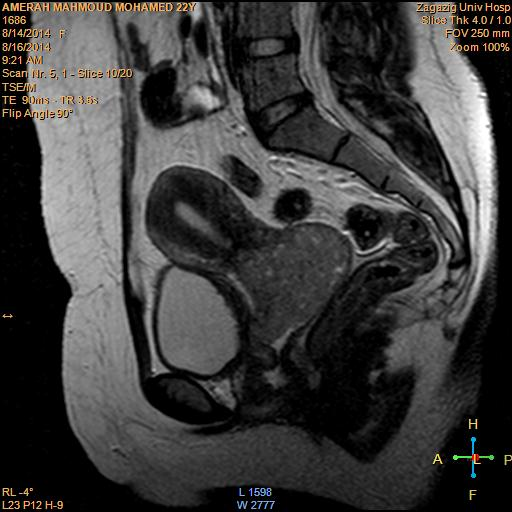 AMERAH MAHMOUD MOHAMED 22Y
1686
8/14/2014 F
8/16/2014
9:21 AM
Scan Nr. 5, 1 - Slice 10/20
TSE/M
TE 90ms - TR 3.6s
Flip Angle 90°
Zagazig Univ Hosp
Slice Thk 4.0 / 1.0
FOV 250 mm
Zoom 100%
H
A
L
P
F
RL -4°
L23 P12 H-9
L 1598
W 2777